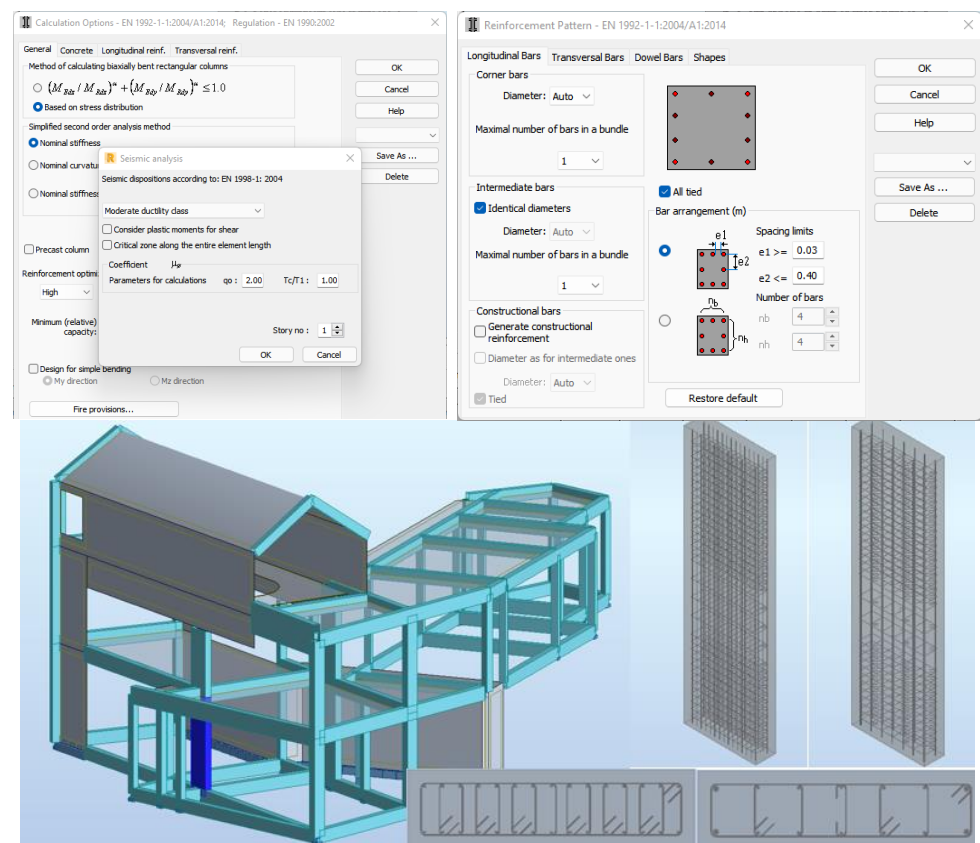 Calculation Options - EN 1992-1-1:2004/A1:2014; Regulation - EN 1990:2002
General Concrete Longitudinal reinf. Transversal reinf.
Method of calculating biaxially bent rectangular columns
(M Rdz / M Rdz)^α + (M Rdy / M Rdy)^α ≤ 1.0
Based on stress distribution
Simplified second order analysis method
Nominal stiffness
Nominal curvatu
Nominal stiffness
Precast column
Reinforcement optimi
High
Minimum (relative)
capacity:
Design for simple bending
My direction Mz direction
Fire provisions...
OK
Cancel
Help
Save As ...
Delete
Seismic analysis
Seismic dispositions according to: EN 1998-1: 2004
Moderate ductility class
Consider plastic moments for shear
Critical zone along the entire element length
Coefficient μφ
Parameters for calculations qo : 2.00 Tc/T1 : 1.00
Story no : 1
OK Cancel
Reinforcement Pattern - EN 1992-1-1:2004/A1:2014
Longitudinal Bars Transversal Bars Dowel Bars Shapes
Corner bars
Diameter: Auto
Maximal number of bars in a bundle
1
Intermediate bars
Identical diameters
Diameter: Auto
Maximal number of bars in a bundle
1
Constructional bars
Generate constructional
reinforcement
Diameter as for intermediate ones
Diameter: Auto
Tied
All tied
Bar arrangement (m)
e1
e2
Spacing limits
e1 >= 0.03
e2 <= 0.40
Number of bars
nb
nh
nb 4
nh 4
Restore default
OK
Cancel
Help
Save As ...
Delete